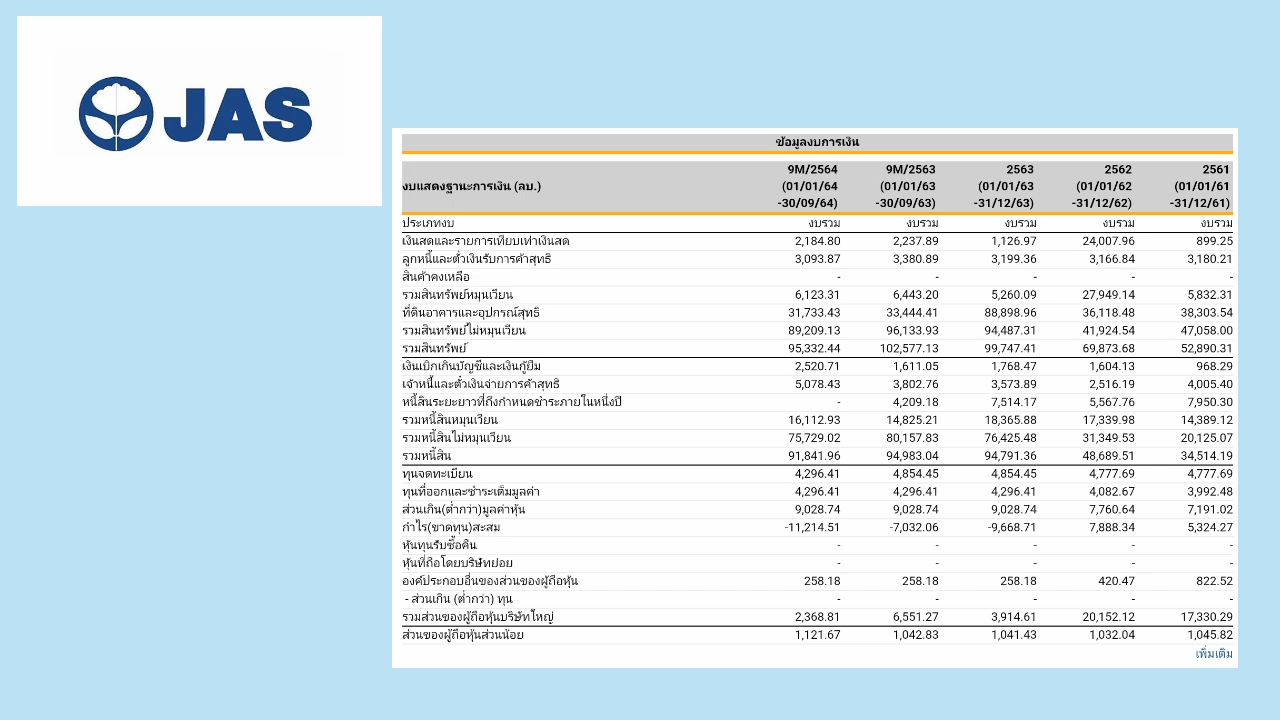 JAS
ข้อมูลงบการเงิน
งบแสดงฐานะการเงิน (ลบ.) 9M/2564 (01/01/64 -30/09/64) 9M/2563 (01/01/63 -30/09/63) 2563 (01/01/63 -31/12/63) 2562 (01/01/62 -31/12/62) 2561 (01/01/61 -31/12/61)
ประเภทงบ งบรวม งบรวม งบรวม งบรวม งบรวม
เงินสดและรายการเทียบเท่าเงินสด 2,184.80 2,237.89 1,126.97 24,007.96 899.25
ลูกหนี้และตั๋วเงินรับการค้าสุทธิ 3,093.87 3,380.89 3,199.36 3,166.84 3,180.21
สินค้าคงเหลือ - - - - -
รวมสินทรัพย์หมุนเวียน 6,123.31 6,443.20 5,260.09 27,949.14 5,832.31
ที่ดินอาคารและอุปกรณ์สุทธิ 31,733.43 33,444.41 88,898.96 36,118.48 38,303.54
รวมสินทรัพย์ไม่หมุนเวียน 89,209.13 96,133.93 94,487.31 41,924.54 47,058.00
รวมสินทรัพย์ 95,332.44 102,577.13 99,747.41 69,873.68 52,890.31
เงินเบิกเกินบัญชีและเงินกู้ยืม 2,520.71 1,611.05 1,768.47 1,604.13 968.29
เจ้าหนี้และตั๋วเงินจ่ายการค้าสุทธิ 5,078.43 3,802.76 3,573.89 2,516.19 4,005.40
หนี้สินระยะยาวที่ถึงกำหนดชำระภายในหนึ่งปี - 4,209.18 7,514.17 5,567.76 7,950.30
รวมหนี้สินหมุนเวียน 16,112.93 14,825.21 18,365.88 17,339.98 14,389.12
รวมหนี้สินไม่หมุนเวียน 75,729.02 80,157.83 76,425.48 31,349.53 20,125.07
รวมหนี้สิน 91,841.96 94,983.04 94,791.36 48,689.51 34,514.19
ทุนจดทะเบียน 4,296.41 4,854.45 4,854.45 4,777.69 4,777.69
ทุนที่ออกและชำระเต็มมูลค่า 4,296.41 4,296.41 4,296.41 4,082.67 3,992.48
ส่วนเกิน(ต่ำกว่า)มูลค่าหุ้น 9,028.74 9,028.74 9,028.74 7,760.64 7,191.02
กำไร(ขาดทุน)สะสม -11,214.51 -7,032.06 -9,668.71 7,888.34 5,324.27
หุ้นทุนรับซื้อคืน - - - - -
หุ้นที่ถือโดยบริษัทย่อย - - - - -
องค์ประกอบอื่นของส่วนของผู้ถือหุ้น 258.18 258.18 258.18 420.47 822.52
- ส่วนเกิน (ต่ำกว่า) ทุน - - - - -
รวมส่วนของผู้ถือหุ้นบริษัทใหญ่ 2,368.81 6,551.27 3,914.61 20,152.12 17,330.29
ส่วนของผู้ถือหุ้นส่วนน้อย 1,121.67 1,042.83 1,041.43 1,032.04 1,045.82
เพิ่มเติม